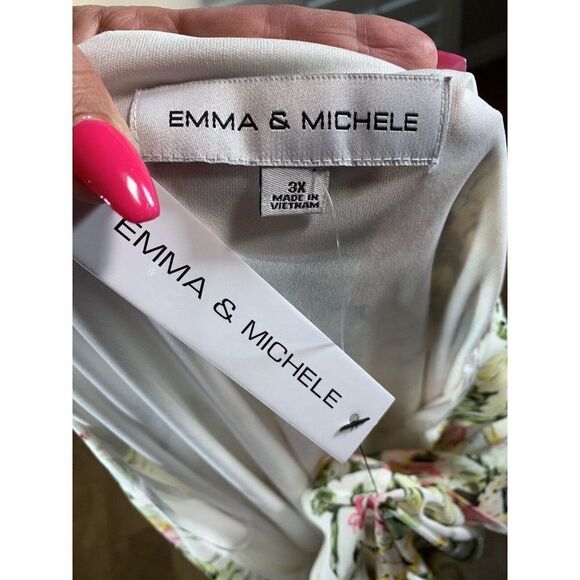 EMMA & MICHELE
3X
MADE IN
VIETNAM
EMMA & MICHELE